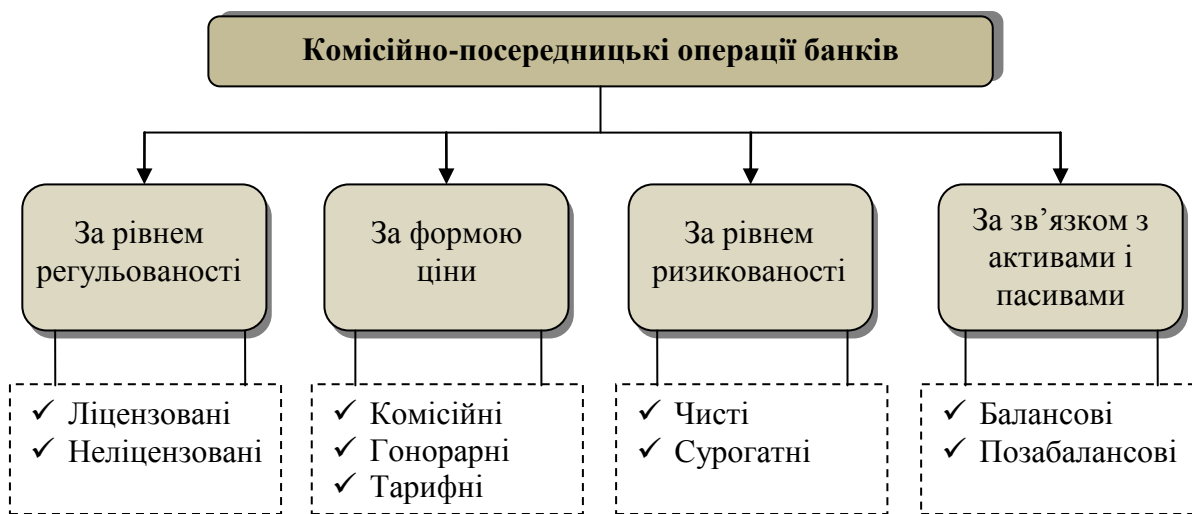 Комісійно-посередницькі операції банків
За рівнем
регульованості
За формою
ціни
За рівнем
ризикованості
За зв’язком з
активами і
пасивами
✓ Ліцензовані
✓ Неліцензовані
✓ Комісійні
✓ Гонорарні
✓ Тарифні
✓ Чисті
✓ Сурогатні
✓ Балансові
✓ Позабалансові